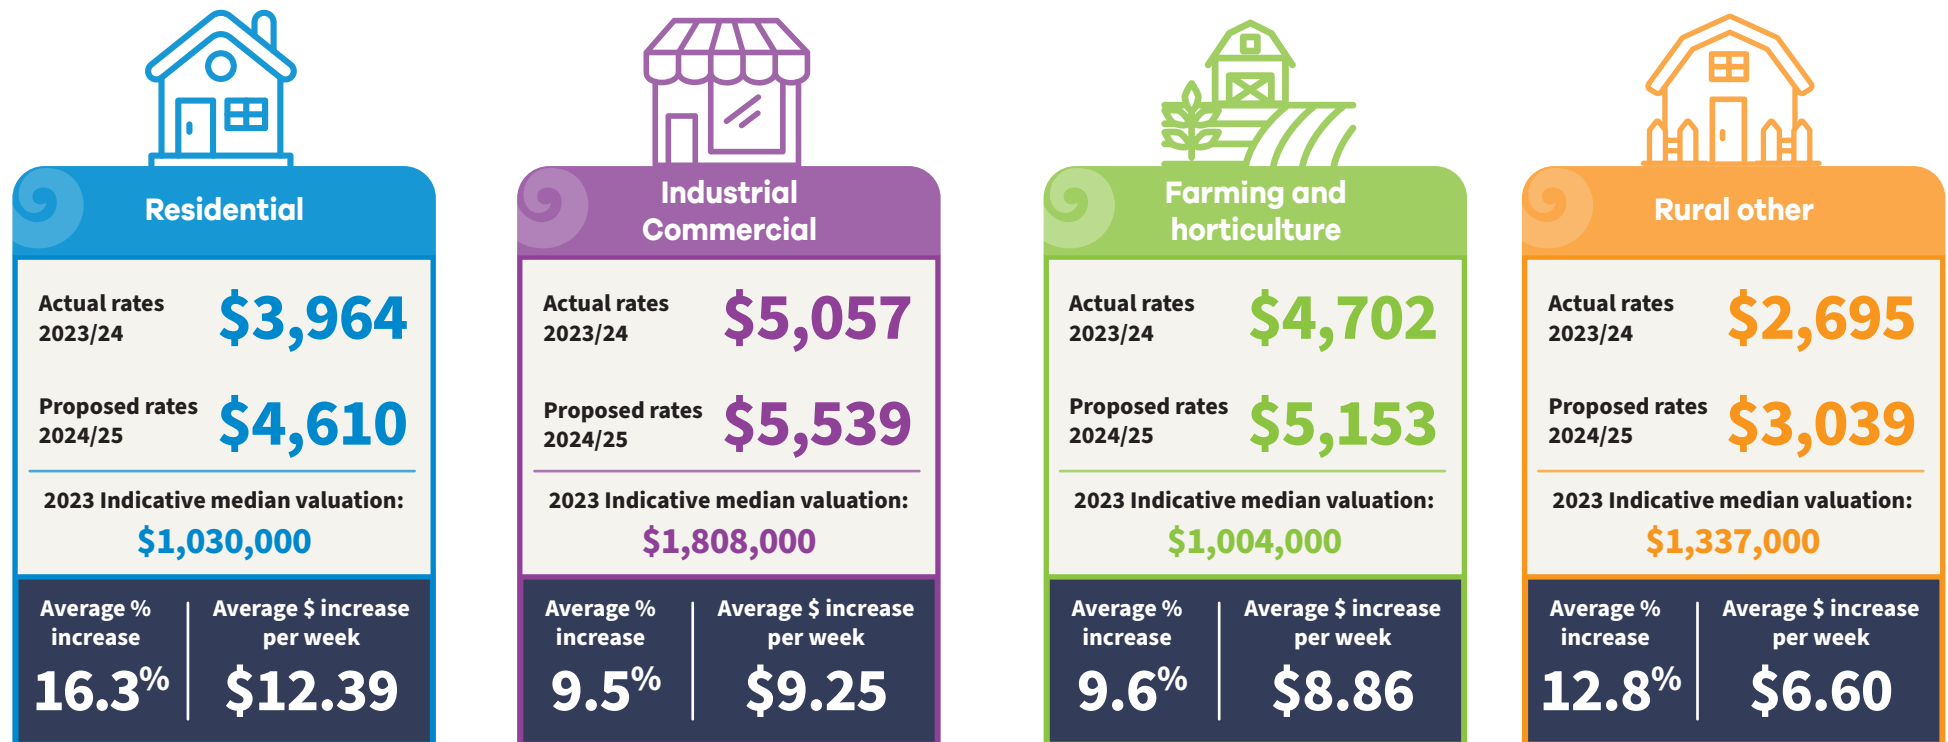 Residential
Actual rates
2023/24
$3,964
Proposed rates
2024/25
$4,610
2023 Indicative median valuation:
$1,030,000
Average %
increase
16.3%
Average $ increase
per week
$12.39
Industrial
Commercial
Actual rates
2023/24
$5,057
Proposed rates
2024/25
$5,539
2023 Indicative median valuation:
$1,808,000
Average %
increase
9.5%
Average $ increase
per week
$9.25
Farming and
horticulture
Actual rates
2023/24
$4,702
Proposed rates
2024/25
$5,153
2023 Indicative median valuation:
$1,004,000
Average %
increase
9.6%
Average $ increase
per week
$8.86
Rural other
Actual rates
2023/24
$2,695
Proposed rates
2024/25
$3,039
2023 Indicative median valuation:
$1,337,000
Average %
increase
12.8%
Average $ increase
per week
$6.60